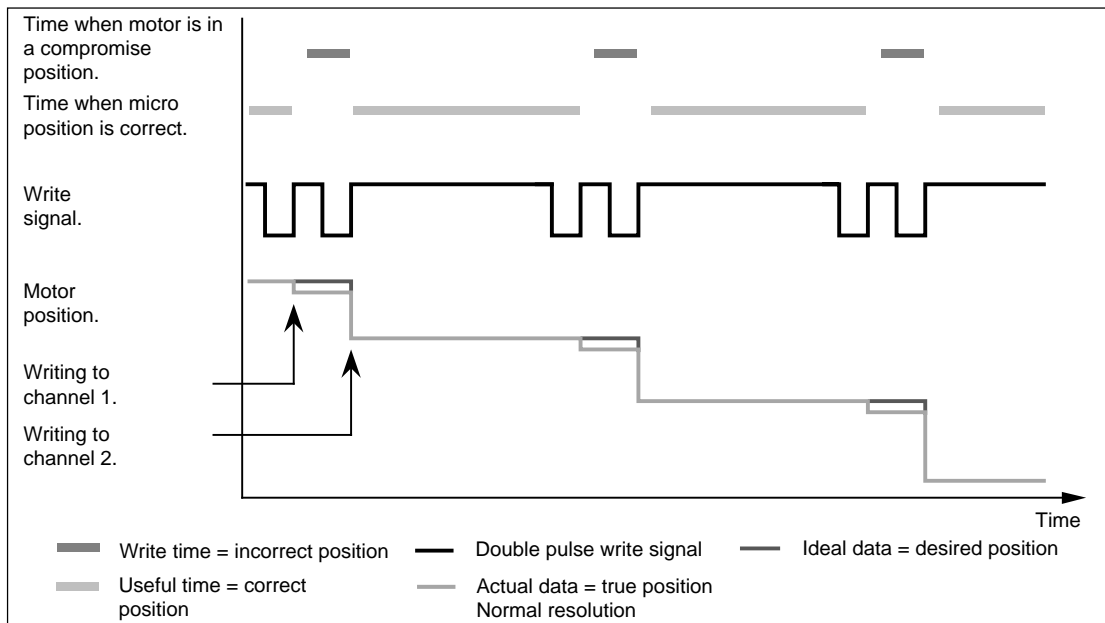 Time when motor is in
a compromise
position.
Time when micro
position is correct.
Write
signal.
Motor
position.
Writing to
channel 1.
Writing to
channel 2.
Time
Write time = incorrect position
Double pulse write signal
Ideal data = desired position
Useful time = correct
position
Actual data = true position
Normal resolution